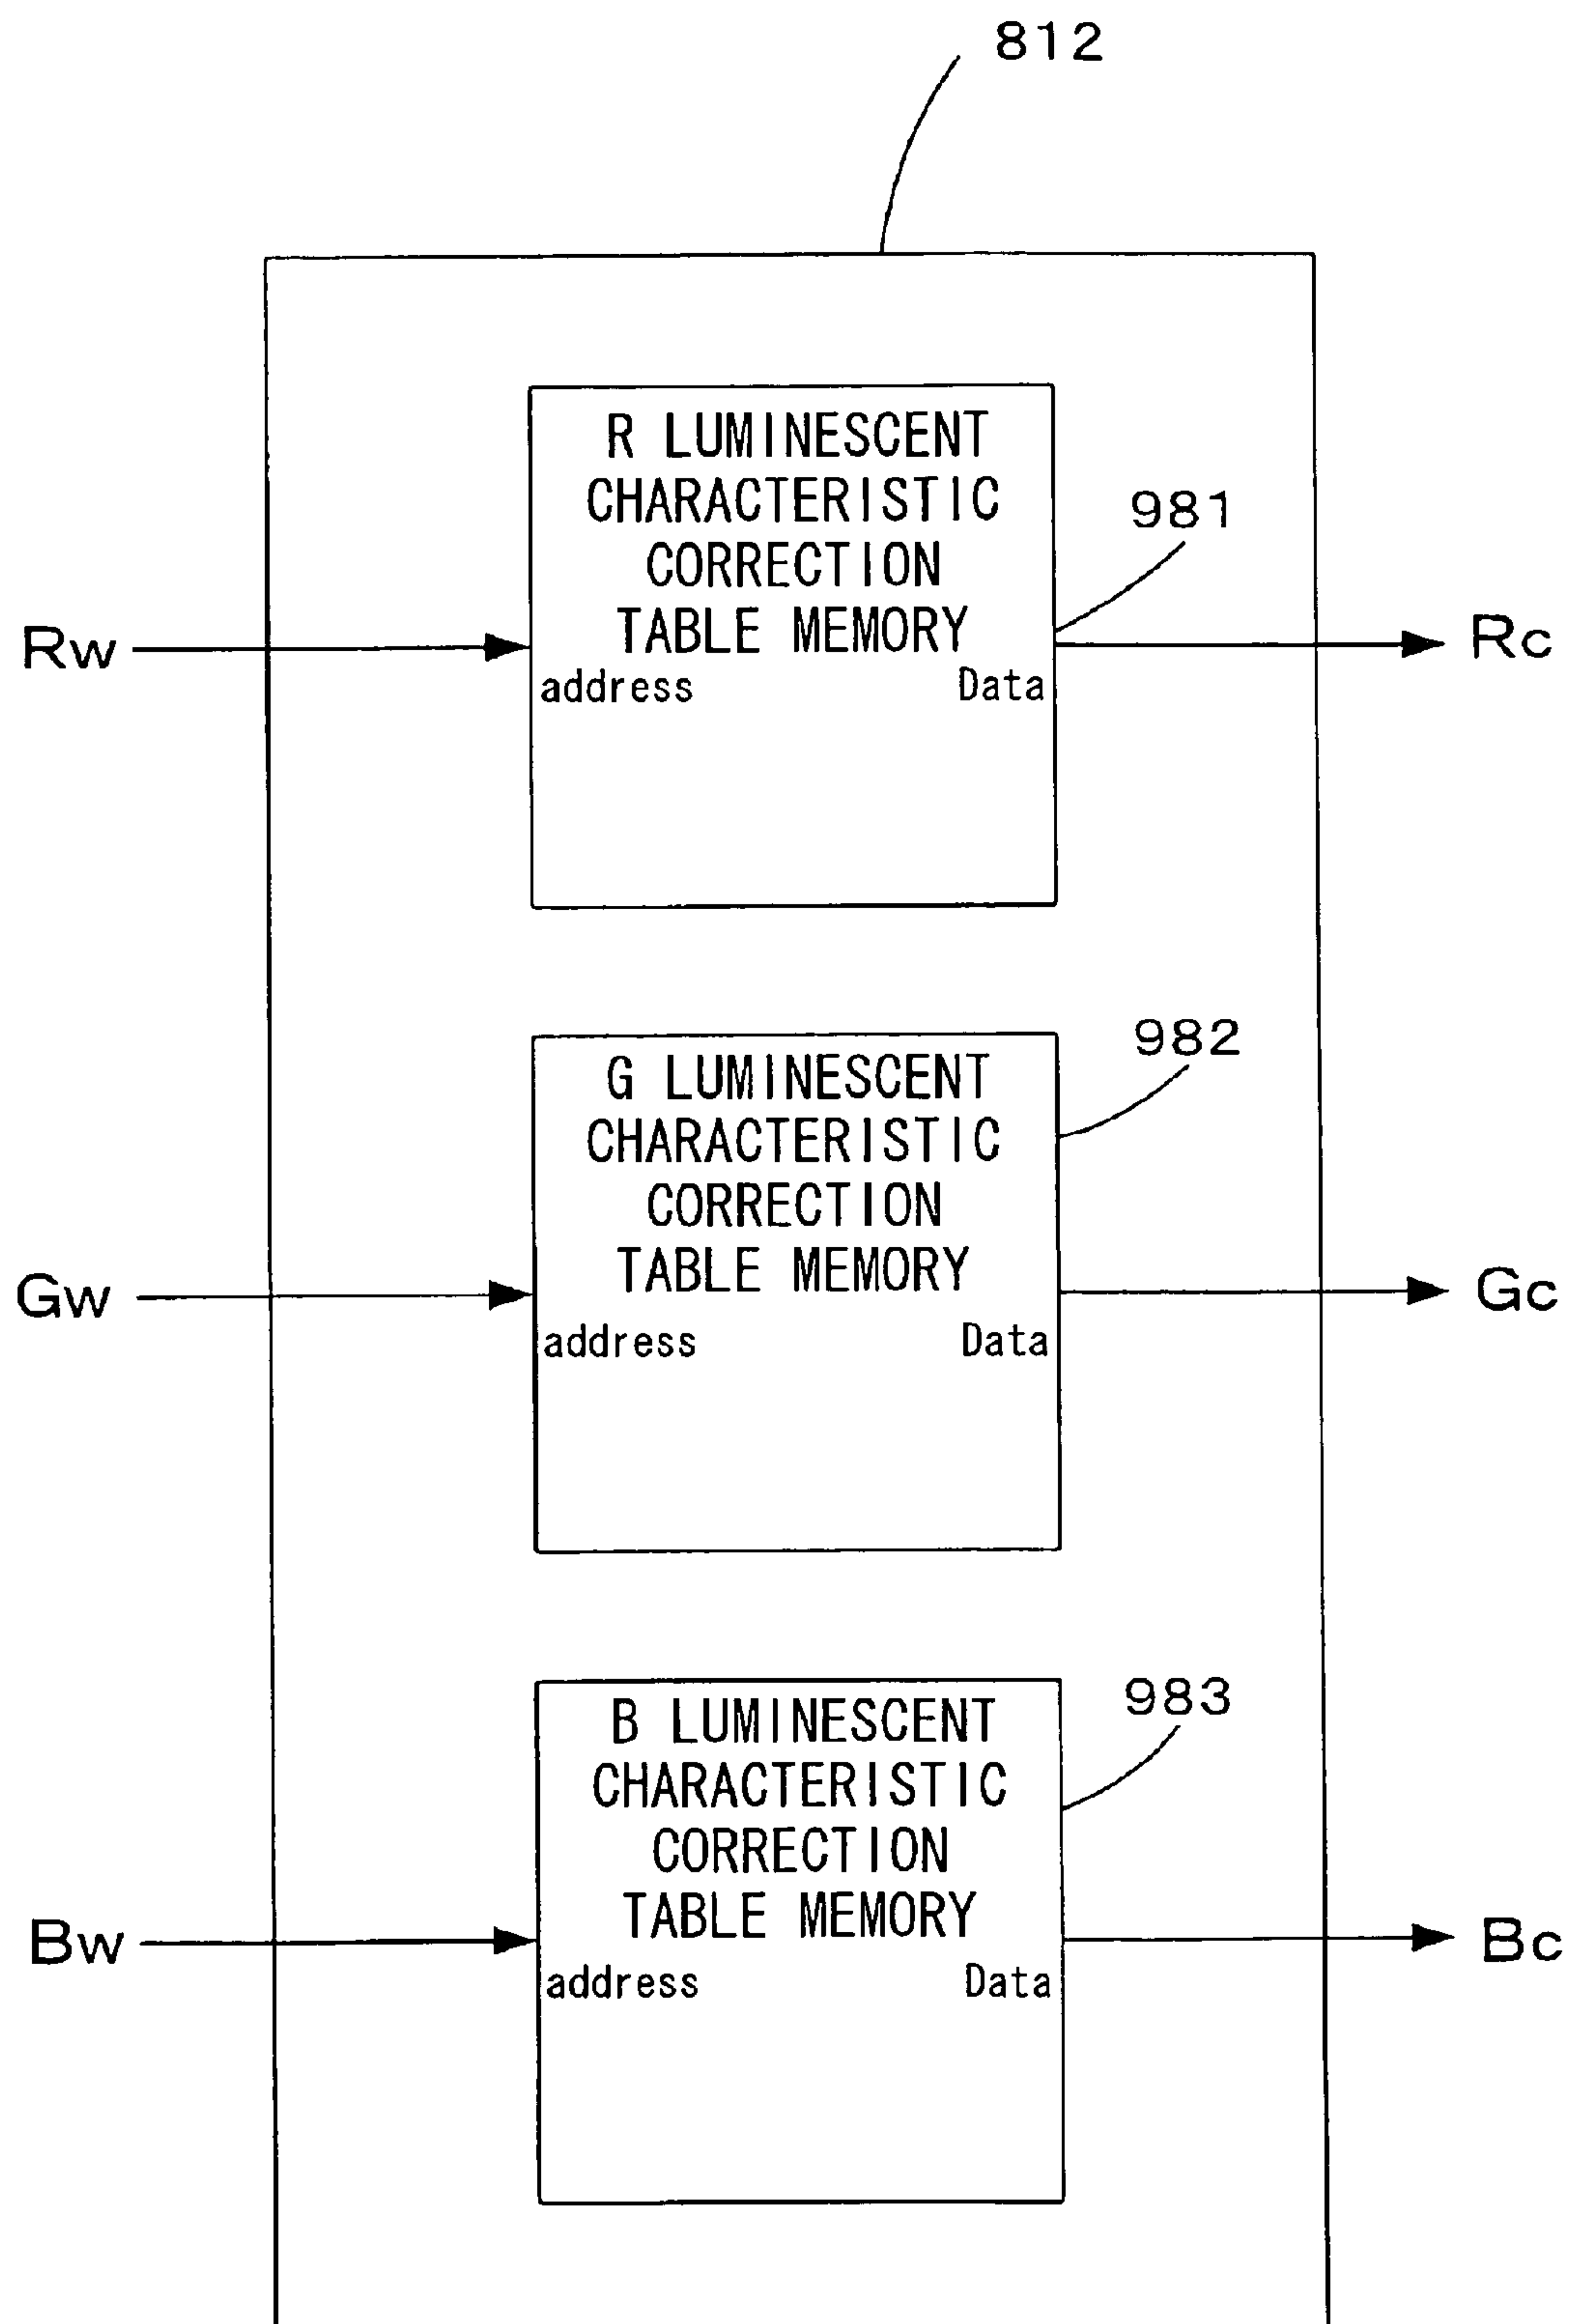 812
R LUMINESCENT
CHARACTERISTIC
CORRECTION
TABLE MEMORY
981
Rw
Rc
address
Data
982
G LUMINESCENT
CHARACTERISTIC
CORRECTION
TABLE MEMORY
Gw
Gc
address
Data
983
B LUMINESCENT
CHARACTERISTIC
CORRECTION
TABLE MEMORY
Bw
Bc
address
Data